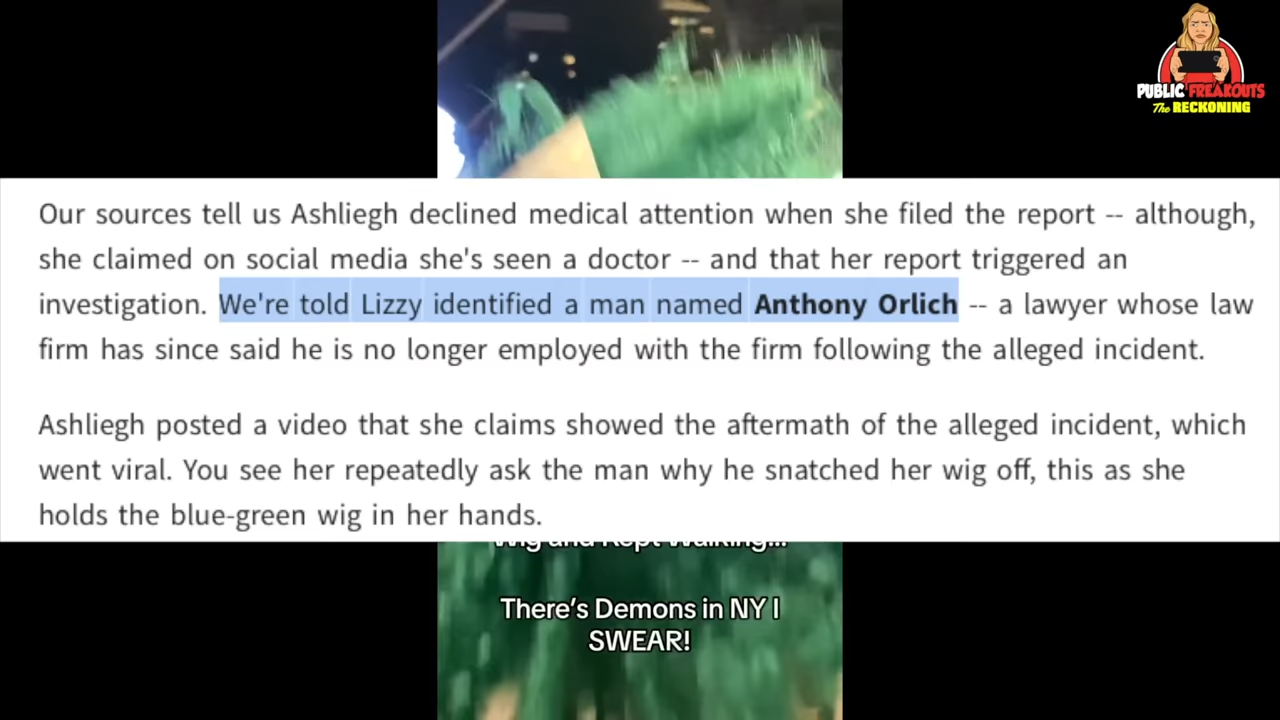 PUBLIC FREAKOUTS
The RECKONING
Our sources tell us Ashliegh declined medical attention when she filed the report -- although,
she claimed on social media she's seen a doctor -- and that her report triggered an
investigation. We're told Lizzy identified a man named Anthony Orlich -- a lawyer whose law
firm has since said he is no longer employed with the firm following the alleged incident.
Ashliegh posted a video that she claims showed the aftermath of the alleged incident, which
went viral. You see her repeatedly ask the man why he snatched her wig off, this as she
holds the blue-green wig in her hands.
Wig and Kept Walking...
There's Demons in NY I
SWEAR!